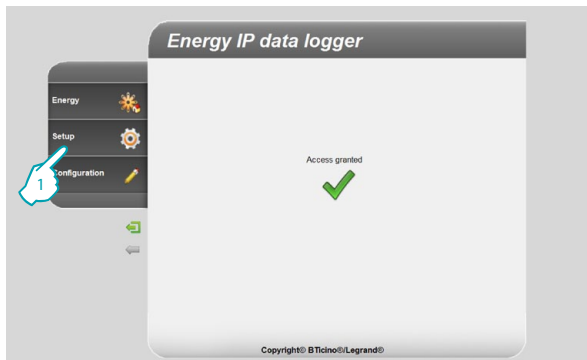 Energy IP data logger
Energy
Setup
Configuration
1
Access granted
Copyright© BTicino®/Legrand®